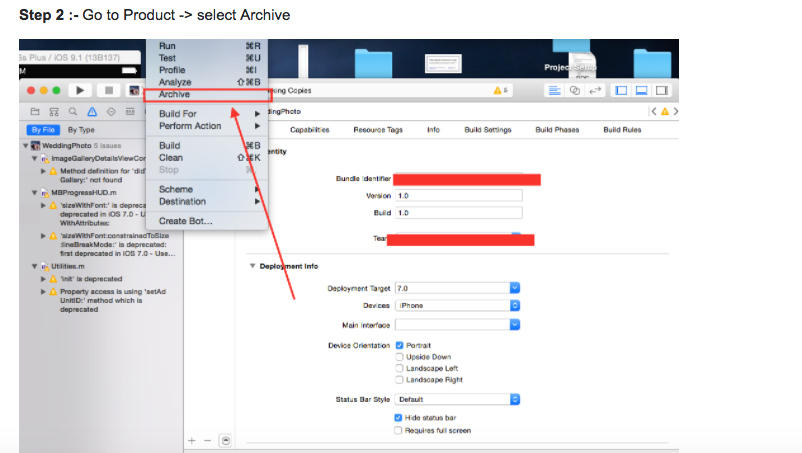 Step 2 :- Go to Product -> select Archive
5s Plus / iOS 9.1 (13B137)
M
Project
Run ⌘R
Test ⌘U
Profile ⌘I
Analyze ⇧⌘B
Archive
Build For
Perform Action
Build ⌘B
Clean ⇧⌘K
Stop
Scheme
Destination
Create Bot...
king Copies
dingPhoto
Capabilities Resource Tags Info Build Settings Build Phases Build Rules
By File By Type
WeddingPhoto 5 issues
ImageGalleryDetailsViewCor
Method definition for 'did
Gallery:' not found
MBProgressHUD.m
'sizeWithFont:' is depreca
deprecated in iOS 7.0 - U
WithAttributes:
'sizeWithFont:constrainedToSize
:lineBreakMode:' is deprecated:
first deprecated in iOS 7.0 - Use...
Utilities.m
'init' is deprecated
Property access is using 'setAd
UnitID:' method which is
deprecated
entity
Bundle Identifier
Version 1.0
Build 1.0
Team
Deployment Info
Deployment Target 7.0
Devices iPhone
Main Interface
Device Orientation Portrait
Upside Down
Landscape Left
Landscape Right
Status Bar Style Default
Hide status bar
Requires full screen